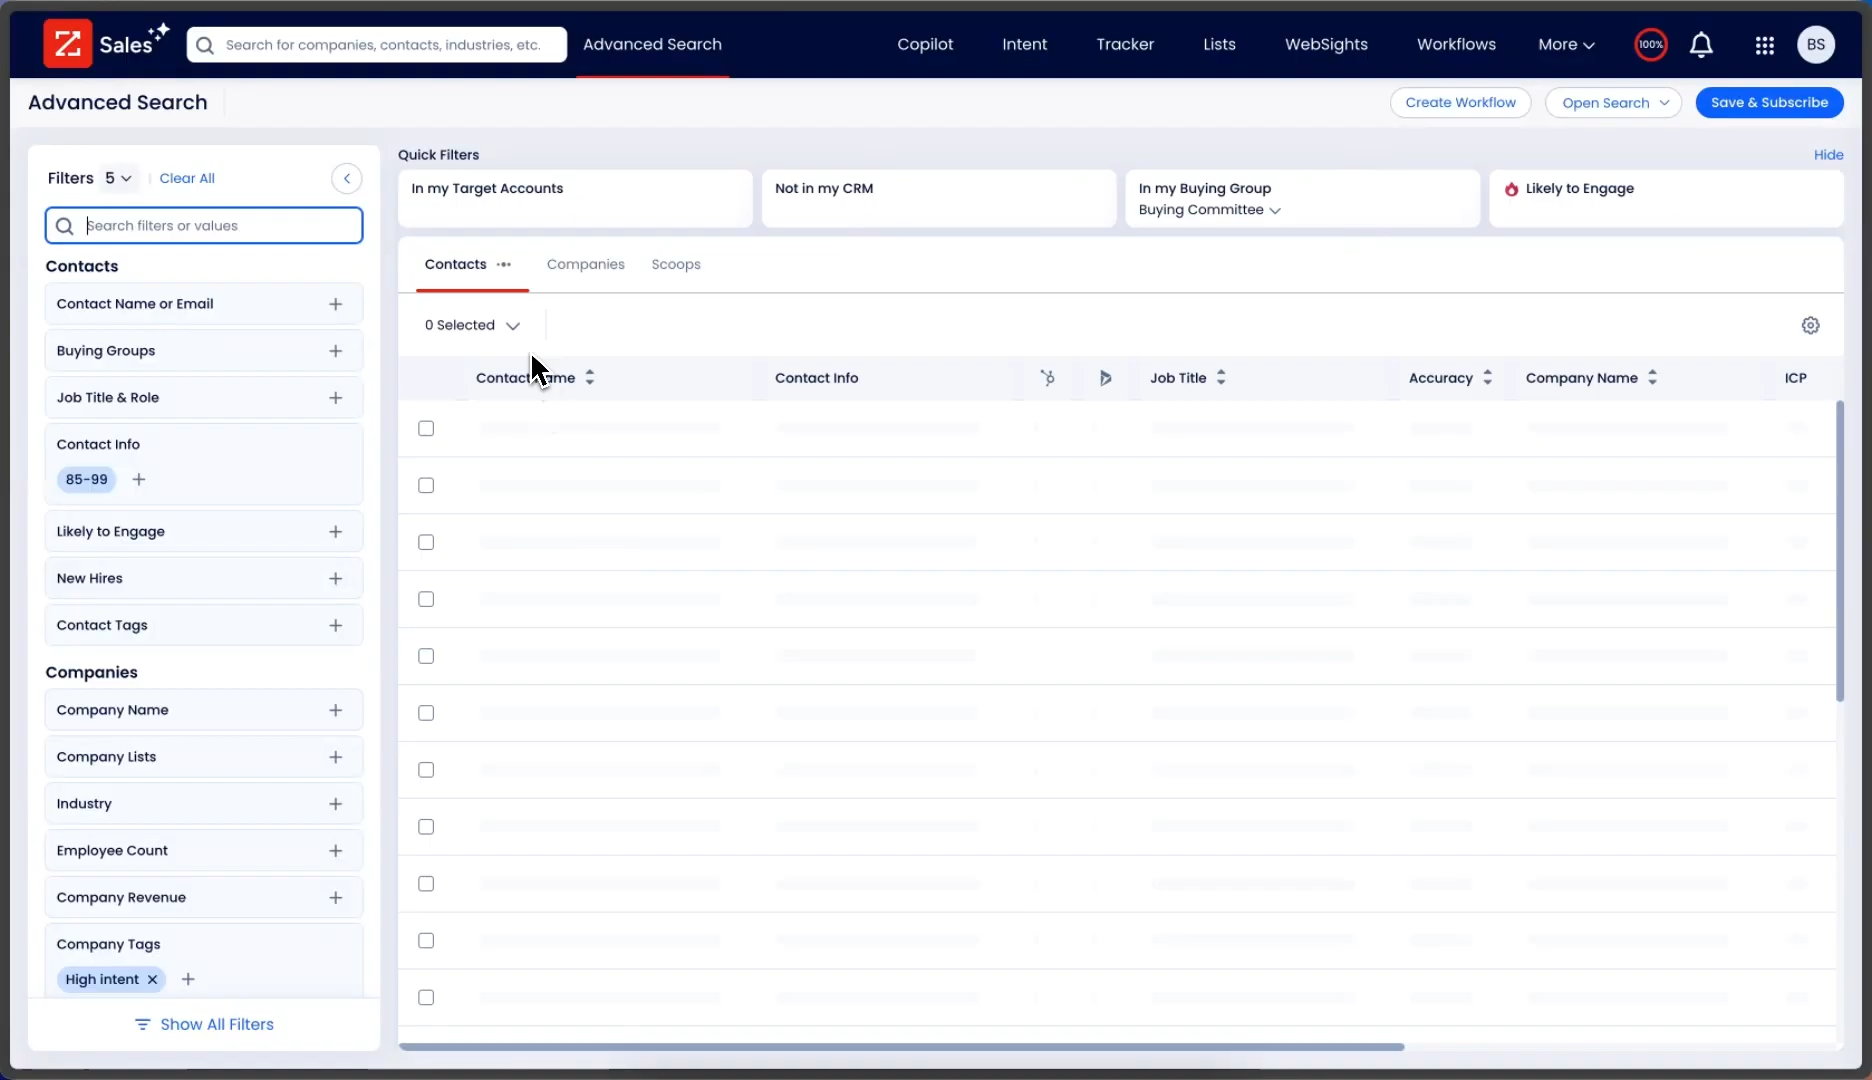 Sales
Search for companies, contacts, industries, etc.
Advanced Search
Copilot
Intent
Tracker
Lists
WebSights
Workflows
More
100%
BS
Advanced Search
Create Workflow
Open Search
Save & Subscribe
Filters 5
Clear All
Search filters or values
Contacts
Contact Name or Email
Buying Groups
Job Title & Role
Contact Info
85-99
Likely to Engage
New Hires
Contact Tags
Companies
Company Name
Company Lists
Industry
Employee Count
Company Revenue
Company Tags
High intent
Show All Filters
Quick Filters
Hide
In my Target Accounts
Not in my CRM
In my Buying Group
Buying Committee
Likely to Engage
Contacts
Companies
Scoops
0 Selected
Contact
Contact Info
Job Title
Accuracy
Company Name
ICP